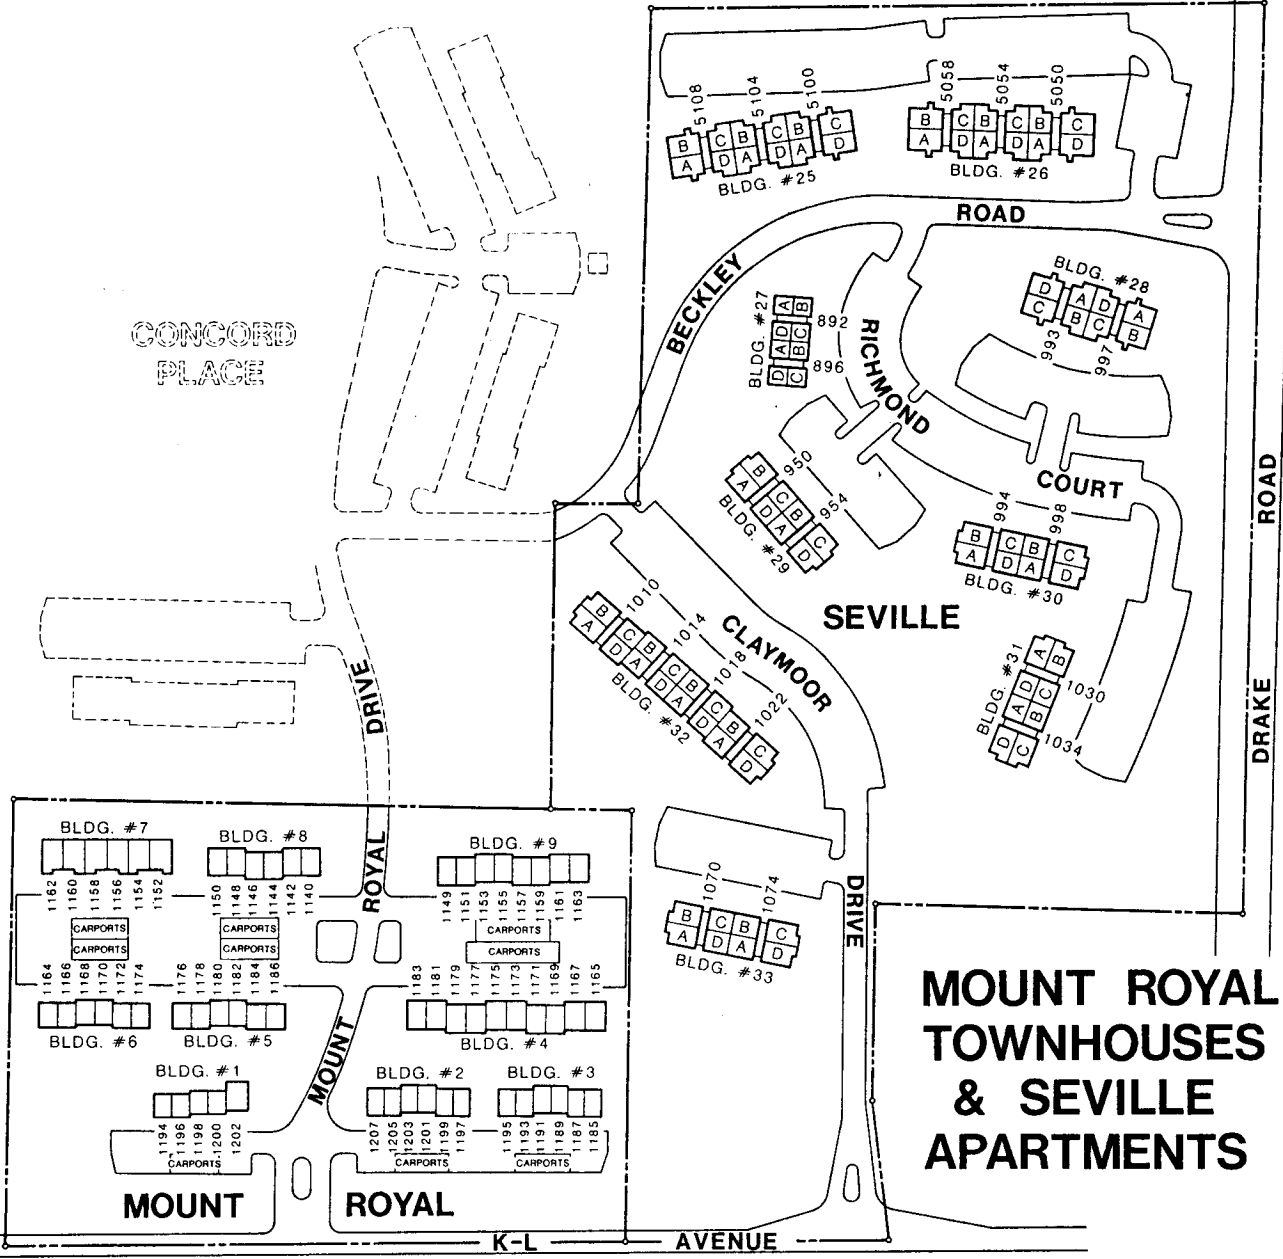 5108
5104
5100
5058
5054
5050
B
A
C B
D A
C B
D A
C
D
BLDG. #25
B
A
C B
D A
C B
D A
C
D
BLDG. #26
BECKLEY
ROAD
CONCORD
PLACE
BLDG. #27
A B
D C
A B
D C
892
896
RICHMOND
COURT
BLDG. #28
D
C
A D
B C
A
B
993
997
950
954
B
A
C B
D A
C
D
BLDG. #29
994
998
B
A
C B
D A
C
D
BLDG. #30
SEVILLE
BLDG. #31
A B
D C
A B
D C
1030
1034
1010
1014
1018
1022
B
A
C B
D A
C B
D A
C B
D A
C
D
BLDG. #32
CLAYMOOR
DRIVE
DRAKE
ROAD
1070
1074
B
A
C B
D A
C
D
BLDG. #33
DRIVE
ROYAL
MOUNT
BLDG. #7
1162
1160
1158
1156
1154
1152
BLDG. #8
1150
1148
1146
1144
1142
1140
BLDG. #9
1149
1151
1153
1155
1157
1159
1161
1163
CARPORTS
CARPORTS
CARPORTS
CARPORTS
CARPORTS
CARPORTS
1164
1166
1168
1170
1172
1174
BLDG. #6
1176
1178
1180
1182
1184
1186
BLDG. #5
1183
1181
1179
1177
1175
1173
1171
1169
1167
1165
BLDG. #4
BLDG. #1
1194
1196
1198
1200
1202
CARPORTS
BLDG. #2
1207
1205
1203
1201
1199
1197
CARPORTS
BLDG. #3
1195
1193
1191
1189
1187
1185
CARPORTS
MOUNT ROYAL
K-L AVENUE
MOUNT ROYAL
TOWNHOUSES
& SEVILLE
APARTMENTS